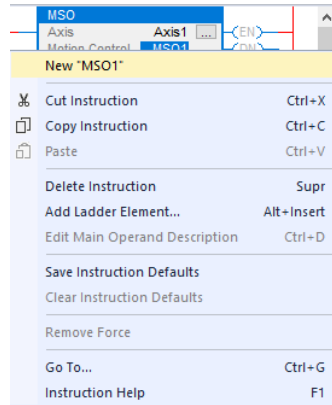 MSO
Axis Axis1 ... EN
Motion Control MSO1 DN
New "MSO1"
Cut Instruction Ctrl+X
Copy Instruction Ctrl+C
Paste Ctrl+V
Delete Instruction Supr
Add Ladder Element... Alt+Insert
Edit Main Operand Description Ctrl+D
Save Instruction Defaults
Clear Instruction Defaults
Remove Force
Go To... Ctrl+G
Instruction Help F1